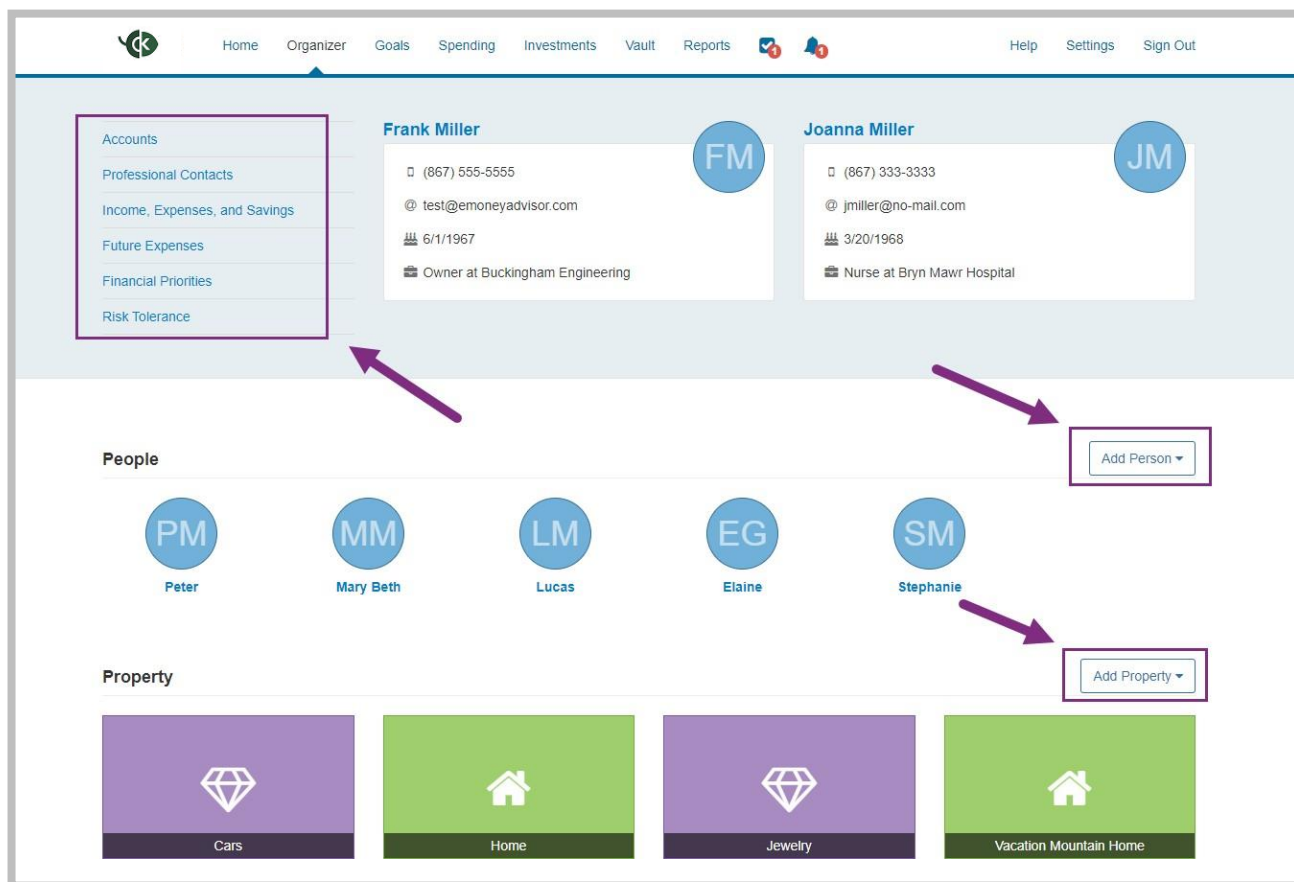 CK
Home Organizer Goals Spending Investments Vault Reports 1 1 Help Settings Sign Out
Accounts
Professional Contacts
Income, Expenses, and Savings
Future Expenses
Financial Priorities
Risk Tolerance
Frank Miller
FM
(867) 555-5555
@ test@emoneyadvisor.com
6/1/1967
Owner at Buckingham Engineering
Joanna Miller
JM
(867) 333-3333
@ jmiller@no-mail.com
3/20/1968
Nurse at Bryn Mawr Hospital
People
Add Person
PM MM LM EG SM
Peter Mary Beth Lucas Elaine Stephanie
Property
Add Property
Cars Home Jewelry Vacation Mountain Home